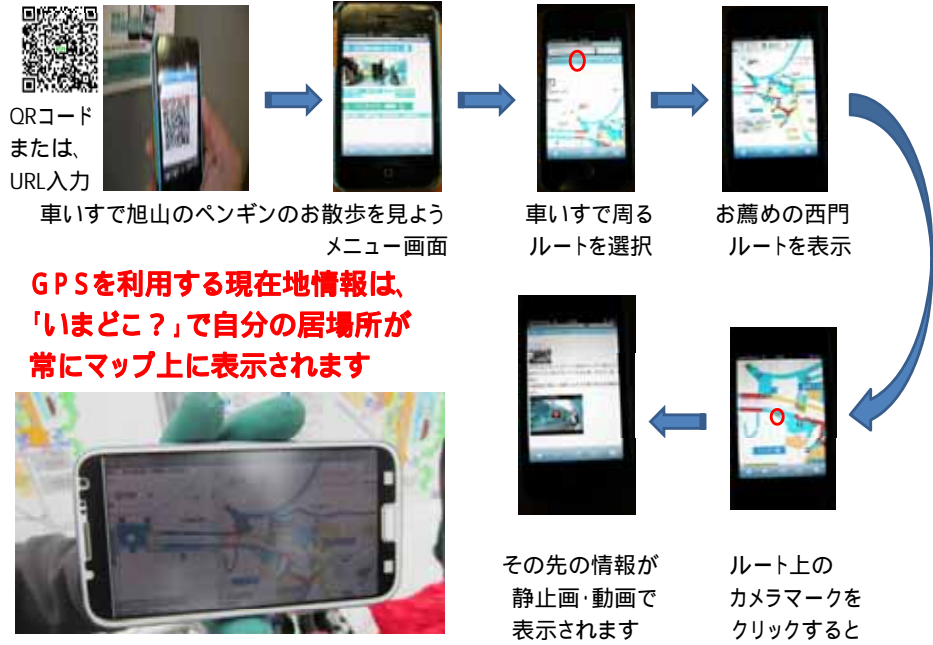 QRコード
または、
URL入力
車いすで旭山のペンギンのお散歩を見よう
メニュー画面
車いすで周る
ルートを選択
お薦めの西門
ルートを表示
GPSを利用する現在地情報は、
「いまどこ？」で自分の居場所が
常にマップ上に表示されます
ルート上の
カメラマークを
クリックすると
その先の情報が
静止画・動画で
表示されます